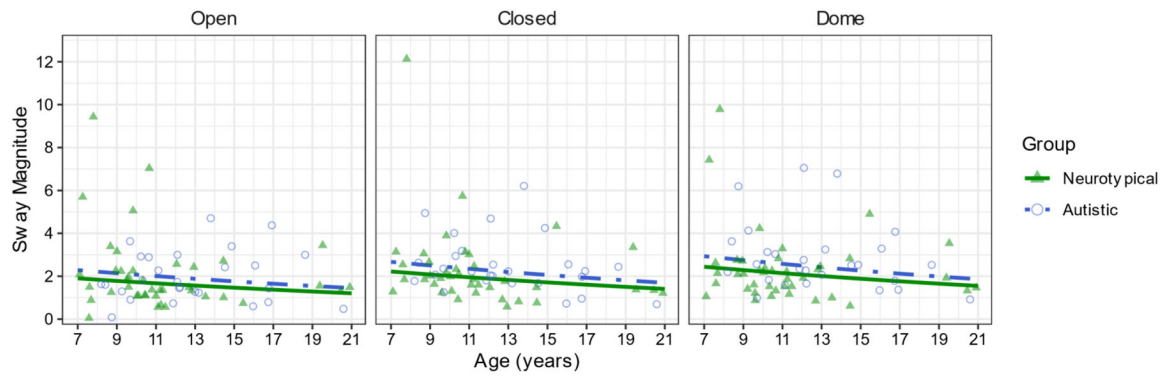 Open Closed Dome
12
10
8
6
4
2
0
Sway Magnitude
7 9 11 13 15 17 19 21 7 9 11 13 15 17 19 21 7 9 11 13 15 17 19 21
Age (years)
Group
Neurotypical
Autistic